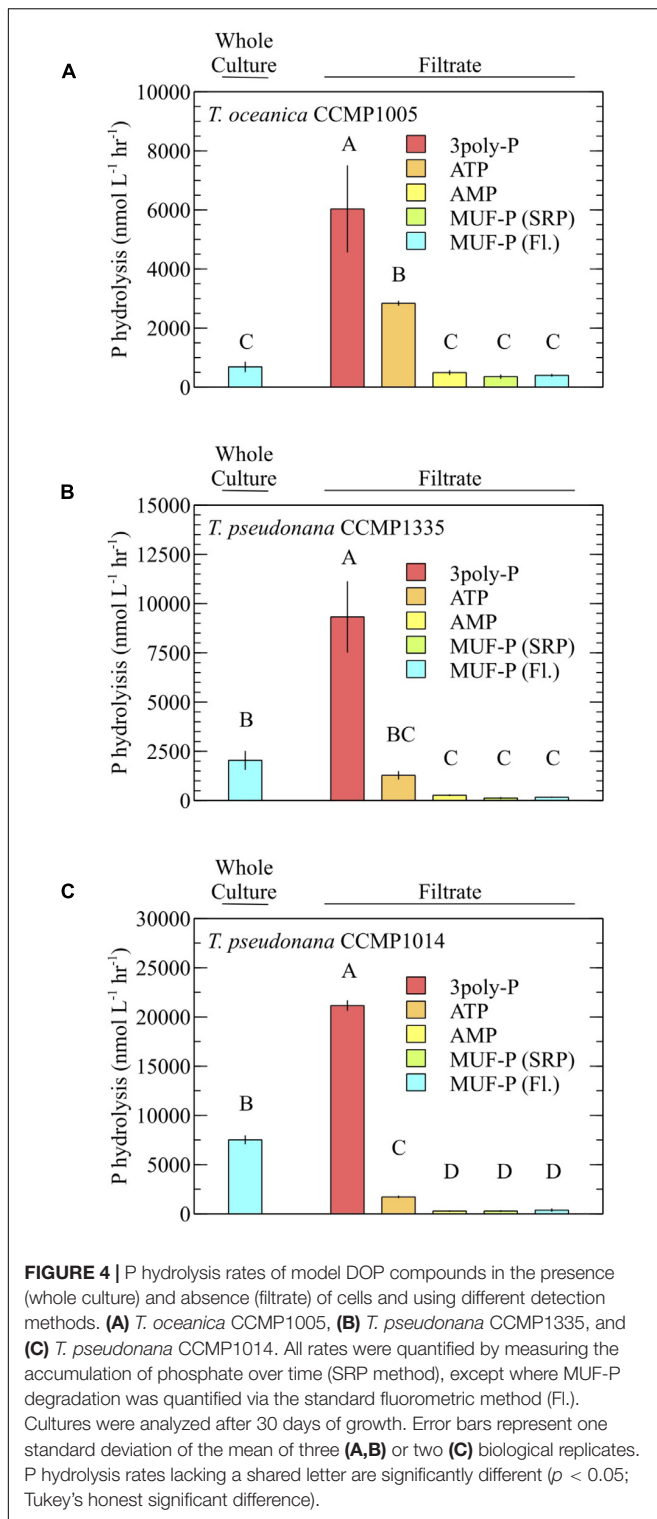 Whole
Culture
Filtrate
A
10000
8000
6000
4000
2000
0
P hydrolysis (nmol L-1 hr-1)
T. oceanica CCMP1005
3poly-P
ATP
AMP
MUF-P (SRP)
MUF-P (Fl.)
C
A
B
C
C
C
Whole
Culture
Filtrate
B
15000
12500
10000
7500
5000
2500
0
P hydrolyisis (nmol L-1 hr-1)
T. pseudonana CCMP1335
3poly-P
ATP
AMP
MUF-P (SRP)
MUF-P (Fl.)
B
A
BC
C
C
C
Whole
Culture
Filtrate
C
30000
25000
20000
15000
10000
5000
0
P hydrolysis (nmol L-1 hr-1)
T. pseudonana CCMP1014
3poly-P
ATP
AMP
MUF-P (SRP)
MUF-P (Fl.)
B
A
C
D
D
D
FIGURE 4 | P hydrolysis rates of model DOP compounds in the presence
(whole culture) and absence (filtrate) of cells and using different detection
methods. (A) T. oceanica CCMP1005, (B) T. pseudonana CCMP1335, and
(C) T. pseudonana CCMP1014. All rates were quantified by measuring the
accumulation of phosphate over time (SRP method), except where MUF-P
degradation was quantified via the standard fluorometric method (Fl.).
Cultures were analyzed after 30 days of growth. Error bars represent one
standard deviation of the mean of three (A,B) or two (C) biological replicates.
P hydrolysis rates lacking a shared letter are significantly different (p < 0.05;
Tukey's honest significant difference).